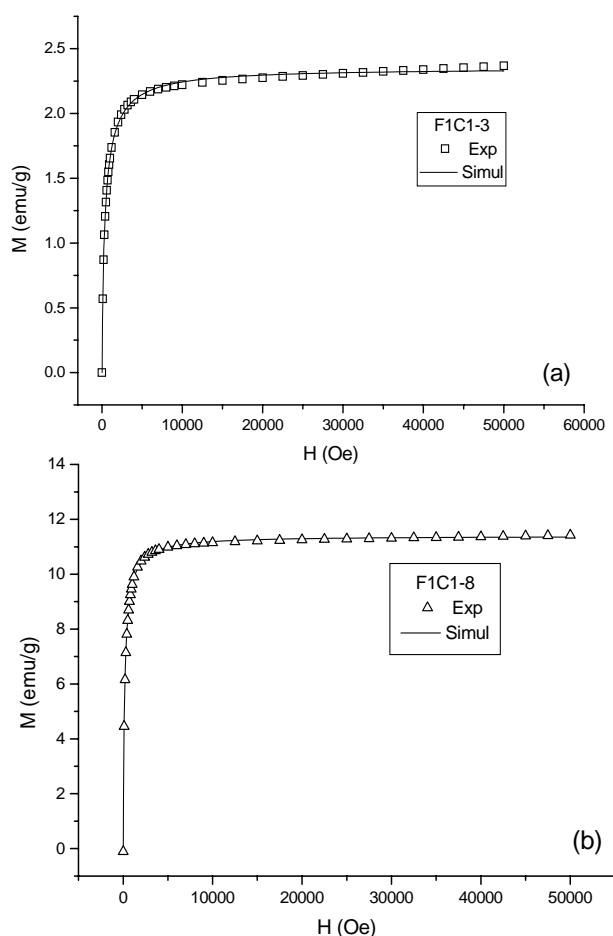 2.5
2.0
1.5
1.0
0.5
0.0
M (emu/g)
F1C1-3
Exp
Simul
(a)
0 10000 20000 30000 40000 50000 60000
H (Oe)
14
12
10
8
6
4
2
0
M (emu/g)
F1C1-8
Exp
Simul
(b)
0 10000 20000 30000 40000 50000
H (Oe)